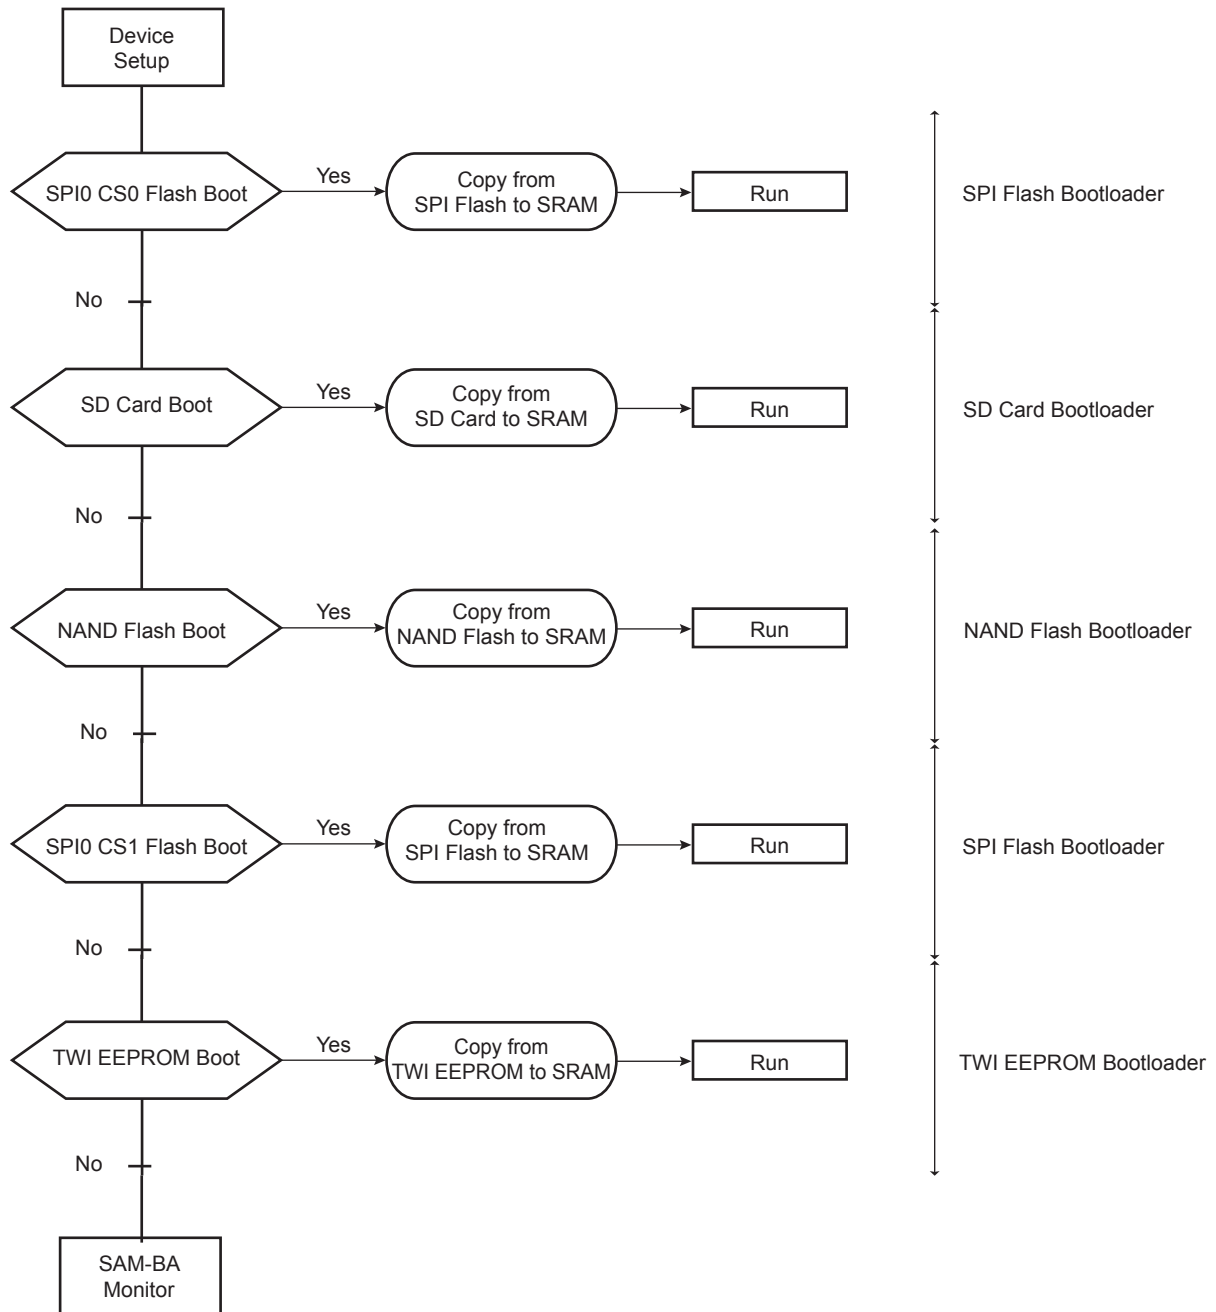 Device
Setup
SPI0 CS0 Flash Boot
Yes
Copy from
SPI Flash to SRAM
Run
SPI Flash Bootloader
No
SD Card Boot
Yes
Copy from
SD Card to SRAM
Run
SD Card Bootloader
No
NAND Flash Boot
Yes
Copy from
NAND Flash to SRAM
Run
NAND Flash Bootloader
No
SPI0 CS1 Flash Boot
Yes
Copy from
SPI Flash to SRAM
Run
SPI Flash Bootloader
No
TWI EEPROM Boot
Yes
Copy from
TWI EEPROM to SRAM
Run
TWI EEPROM Bootloader
No
SAM-BA
Monitor